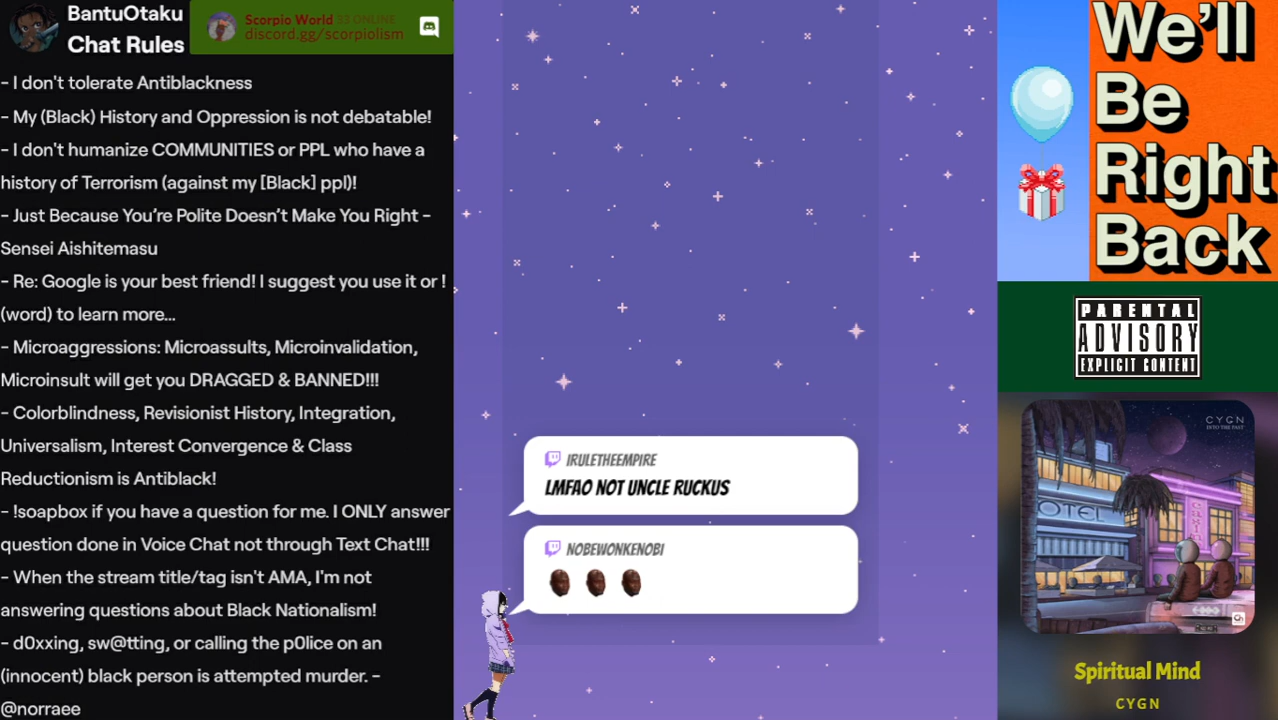 BantuOtaku
Chat Rules
Scorpio World 33 ONLINE
discord.gg/scorpiolism
- I don't tolerate Antiblackness
- My (Black) History and Oppression is not debatable!
- I don't humanize COMMUNITIES or PPL who have a
history of Terrorism (against my [Black] ppl)!
- Just Because You’re Polite Doesn’t Make You Right -
Sensei Aishitemasu
- Re: Google is your best friend! I suggest you use it or !
(word) to learn more...
- Microaggressions: Microassults, Microinvalidation,
Microinsult will get you DRAGGED & BANNED!!!
- Colorblindness, Revisionist History, Integration,
Universalism, Interest Convergence & Class
Reductionism is Antiblack!
- !soapbox if you have a question for me. I ONLY answer
question done in Voice Chat not through Text Chat!!!
- When the stream title/tag isn't AMA, I'm not
answering questions about Black Nationalism!
- d0xxing, sw@tting, or calling the p0lice on an
(innocent) black person is attempted murder. -
@norraee
IRULETHEEMPIRE
LMFAO NOT UNCLE RUCKUS
NOBEWONKENOBI
We’ll
Be
Right
Back
PARENTAL
ADVISORY
EXPLICIT CONTENT
CYGN
INTO THE PAST
OTEL
Spiritual Mind
CYGN